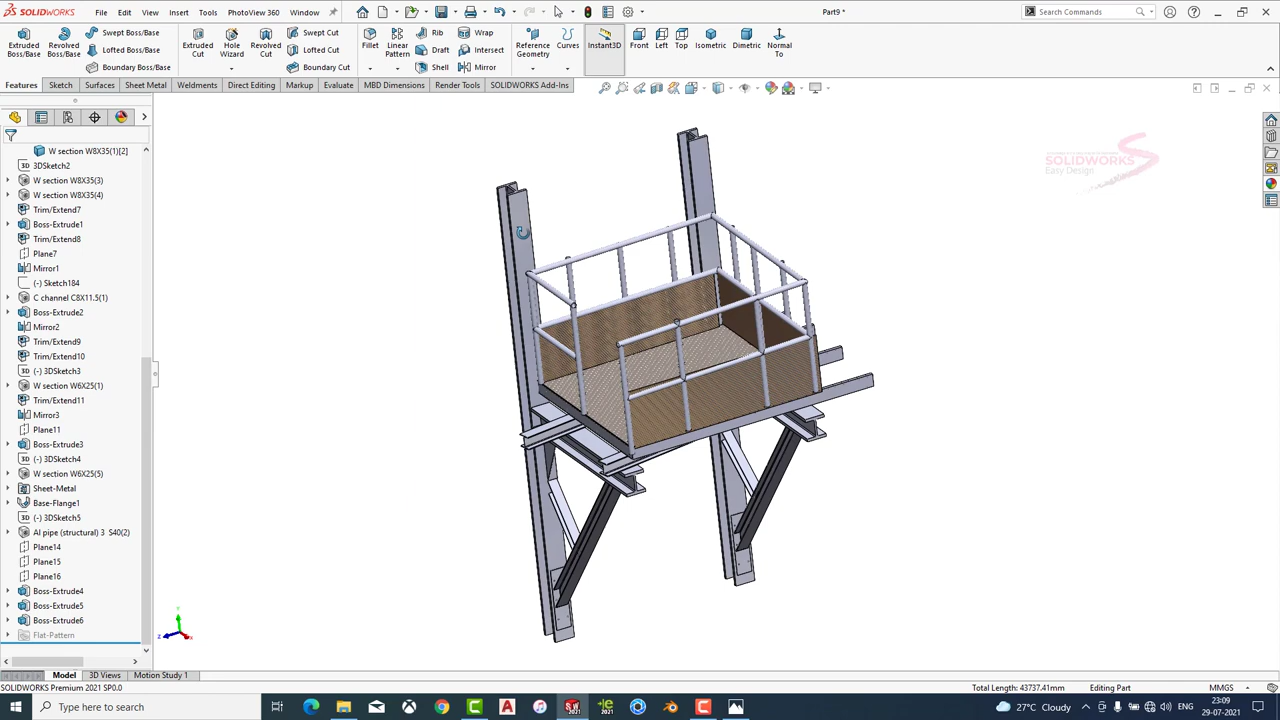 SOLIDWORKS File Edit View Insert Tools PhotoView 360 Window Part9 * Search Commands
Extruded Boss/Base Revolved Boss/Base Swept Boss/Base Lofted Boss/Base Boundary Boss/Base Extruded Cut Hole Wizard Revolved Cut Swept Cut Lofted Cut Boundary Cut Fillet Linear Pattern Rib Draft Shell Wrap Intersect Mirror Reference Geometry Curves Instant3D Front Left Top Isometric Dimetric Normal To
Features Sketch Surfaces Sheet Metal Weldments Direct Editing Markup Evaluate MBD Dimensions Render Tools SOLIDWORKS Add-Ins
W section W8X35(1)[2]
3DSketch2
W section W8X35(3)
W section W8X35(4)
Trim/Extend7
Boss-Extrude1
Trim/Extend8
Plane7
Mirror1
(-) Sketch184
C channel C8X11.5(1)
Boss-Extrude2
Mirror2
Trim/Extend9
Trim/Extend10
(-) 3DSketch3
W section W6X25(1)
Trim/Extend11
Mirror3
Plane11
Boss-Extrude3
(-) 3DSketch4
W section W6X25(5)
Sheet-Metal
Base-Flange1
(-) 3DSketch5
Al pipe (structural) 3 S40(2)
Plane14
Plane15
Plane16
Boss-Extrude4
Boss-Extrude5
Boss-Extrude6
Flat-Pattern
SOLIDWORKS
Easy Design
Y
Z
X
Model 3D Views Motion Study 1
SOLIDWORKS Premium 2021 SP0.0 Total Length: 43737.41mm Editing Part MMGS
Type here to search 27°C Cloudy ENG 23:09
29-07-2021